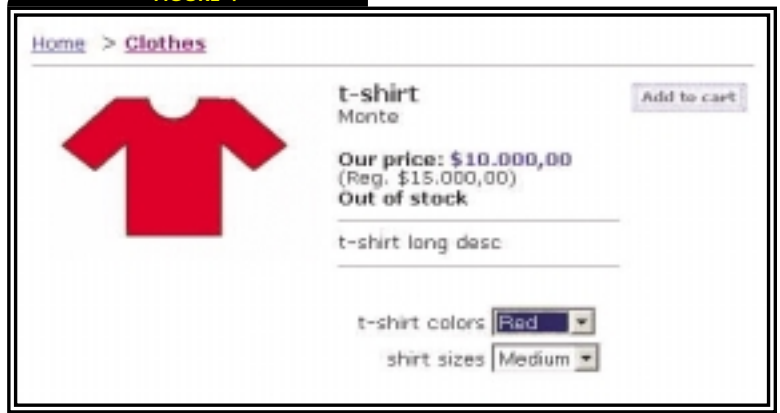 Home > Clothes
t-shirt
Monte
Add to cart
Our price: $10.000,00
(Reg. $15.000,00)
Out of stock
t-shirt long desc
t-shirt colors Red
shirt sizes Medium